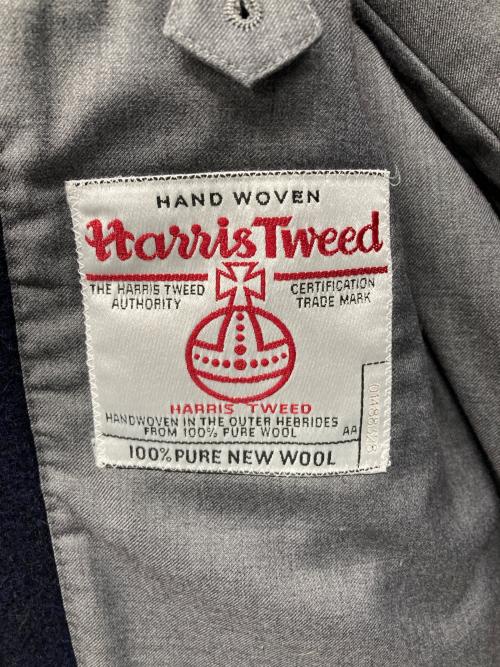 HAND WOVEN
Harris Tweed
THE HARRIS TWEED
AUTHORITY
CERTIFICATION
TRADE MARK
HARRIS TWEED
HANDWOVEN IN THE OUTER HEBRIDES
FROM 100% PURE WOOL
AA
100% PURE NEW WOOL